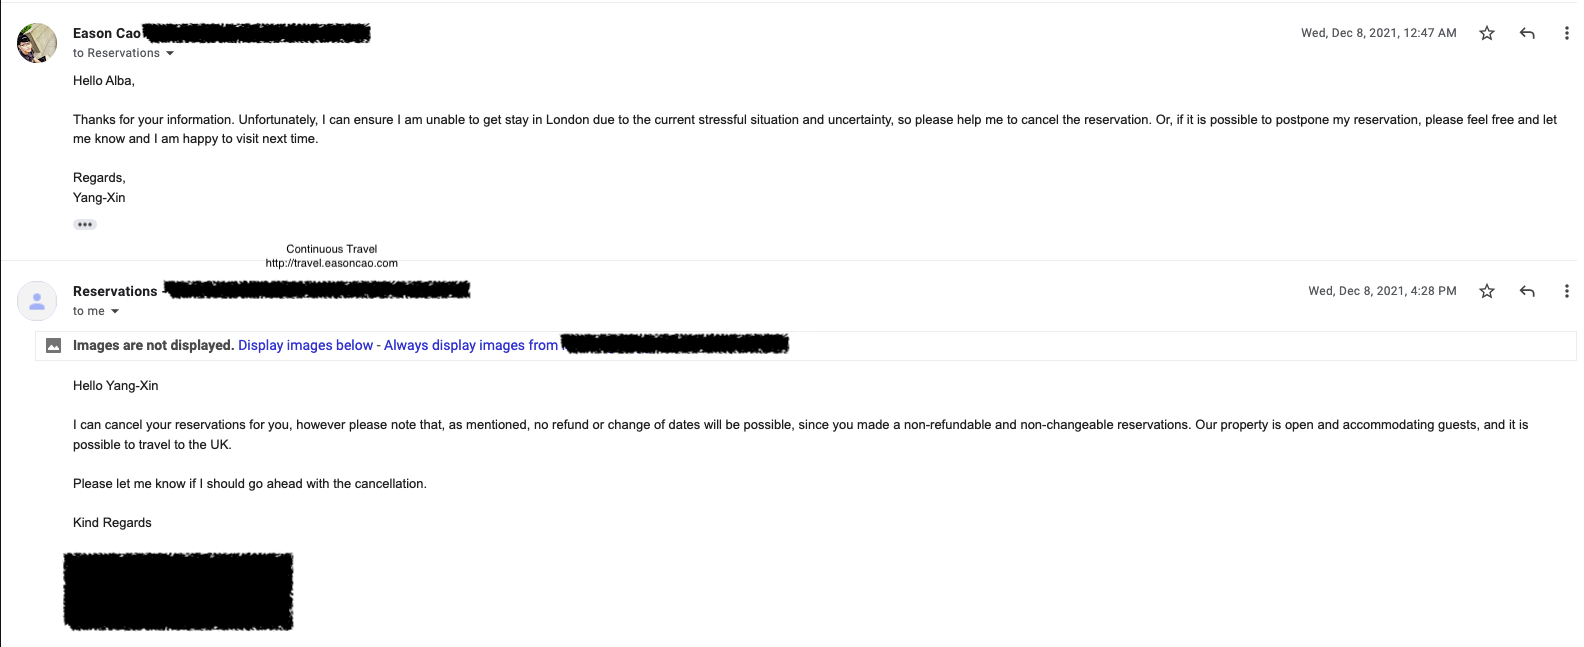 Eason Cao
Wed, Dec 8, 2021, 12:47 AM
to Reservations
Hello Alba,
Thanks for your information. Unfortunately, I can ensure I am unable to get stay in London due to the current stressful situation and uncertainty, so please help me to cancel the reservation. Or, if it is possible to postpone my reservation, please feel free and let
me know and I am happy to visit next time.
Regards,
Yang-Xin
Continuous Travel
http://travel.easoncao.com
Reservations -
Wed, Dec 8, 2021, 4:28 PM
to me
Images are not displayed. Display images below - Always display images from
Hello Yang-Xin
I can cancel your reservations for you, however please note that, as mentioned, no refund or change of dates will be possible, since you made a non-refundable and non-changeable reservations. Our property is open and accommodating guests, and it is
possible to travel to the UK.
Please let me know if I should go ahead with the cancellation.
Kind Regards